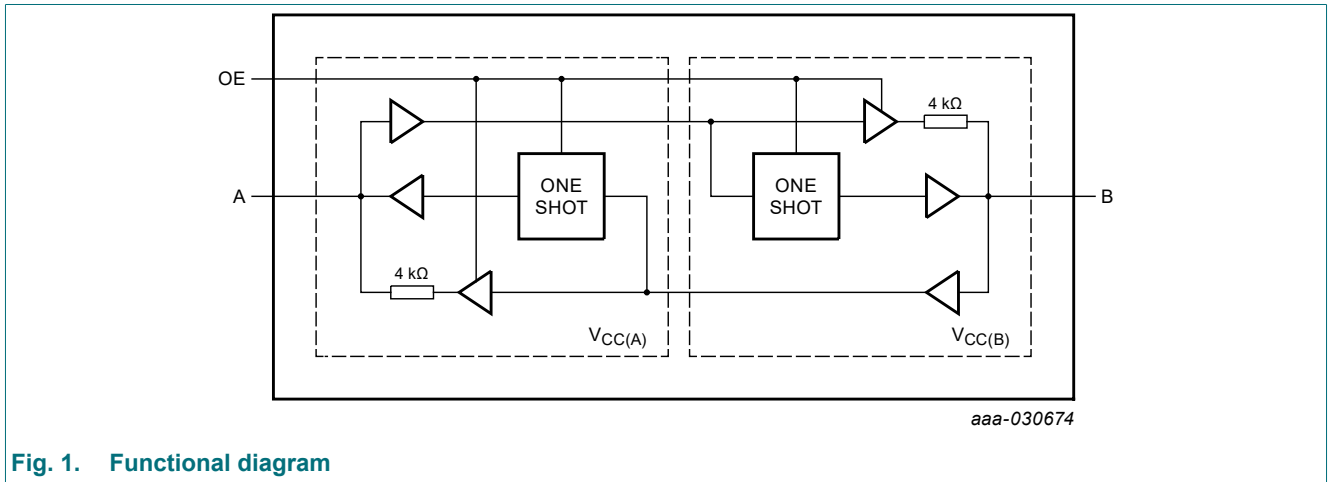 OE
4 kΩ
ONE
SHOT
ONE
SHOT
A
B
4 kΩ
VCC(A)
VCC(B)
aaa-030674
Fig. 1. Functional diagram